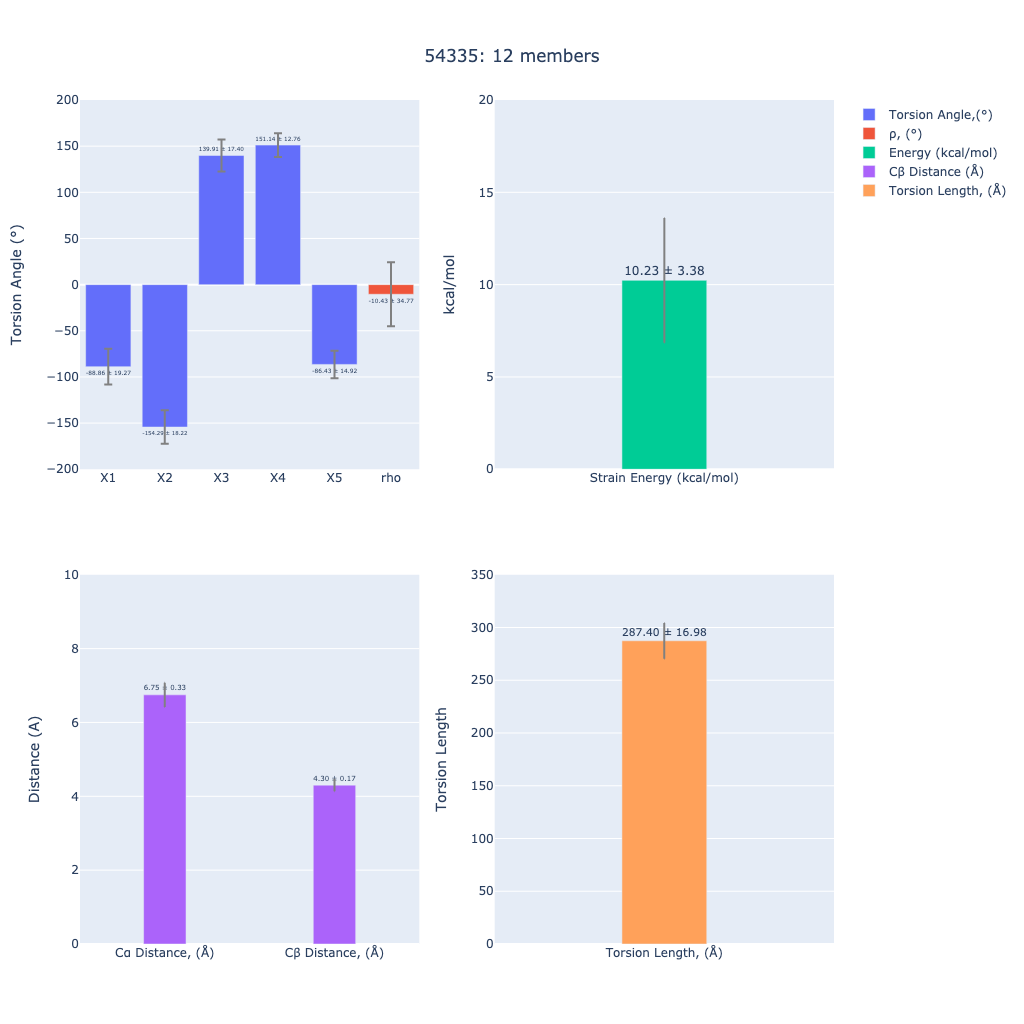 54335: 12 members
Torsion Angle (°)
200
150
100
50
0
−50
−100
−150
−200
139.91 ± 17.40
151.14 ± 12.76
-88.86 ± 19.27
-154.29 ± 18.22
-86.43 ± 14.92
-10.43 ± 34.77
X1 X2 X3 X4 X5 rho
kcal/mol
20
15
10
5
0
10.23 ± 3.38
Strain Energy (kcal/mol)
Torsion Angle,(°)
ρ, (°)
Energy (kcal/mol)
Cβ Distance (Å)
Torsion Length, (Å)
Distance (A)
10
8
6
4
2
0
6.75 ± 0.33
4.30 ± 0.17
Cα Distance, (Å) Cβ Distance, (Å)
Torsion Length
350
300
250
200
150
100
50
0
287.40 ± 16.98
Torsion Length, (Å)